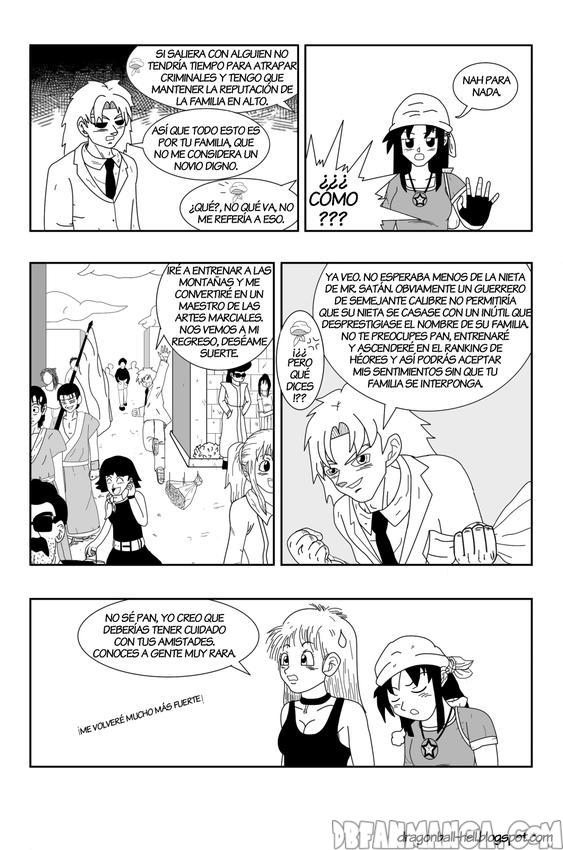 SI SALIERA CON ALGUIEN NO
TENDRÍA TIEMPO PARA ATRAPAR
CRIMINALES Y TENGO QUE
MANTENER LA REPUTACIÓN DE
LA FAMILIA EN ALTO.
ASÍ QUE TODO ESTO ES
POR TU FAMILIA, QUE
NO ME CONSIDERA UN
NOVIO DIGNO.
¿QUÉ?, NO QUÉ VA, NO
ME REFERÍA A ESO.
NAH PARA
NADA.
¿¿¿
CÓMO
???
IRÉ A ENTRENAR A LAS
MONTAÑAS Y ME
CONVERTIRÉ EN UN
MAESTRO DE LAS
ARTES MARCIALES.
NOS VEMOS A MI
REGRESO, DESÉAME
SUERTE.
YA VEO. NO ESPERABA MENOS DE LA NIETA
DE MR. SATÁN. OBVIAMENTE UN GUERRERO
DE SEMEJANTE CALIBRE NO PERMITIRÍA
QUE SU NIETA SE CASASE CON UN INÚTIL QUE
DESPRESTIGIASE EL NOMBRE DE SU FAMILIA.
NO TE PREOCUPES PAN, ENTRENARÉ
Y ASCENDERÉ EN EL RANKING DE
HÉORES Y ASÍ PODRÁS ACEPTAR
MIS SENTIMIENTOS SIN QUE TU
FAMILIA SE INTERPONGA.
¿¡¿
PERO
QUÉ
DICES
!??
NO SÉ PAN, YO CREO QUE
DEBERÍAS TENER CUIDADO
CON TUS AMISTADES.
CONOCES A GENTE MUY RARA.
¡ME VOLVERÉ MUCHO MÁS FUERTE!
dragonball-hell.blogspot.com
DBFANMANGA.COM